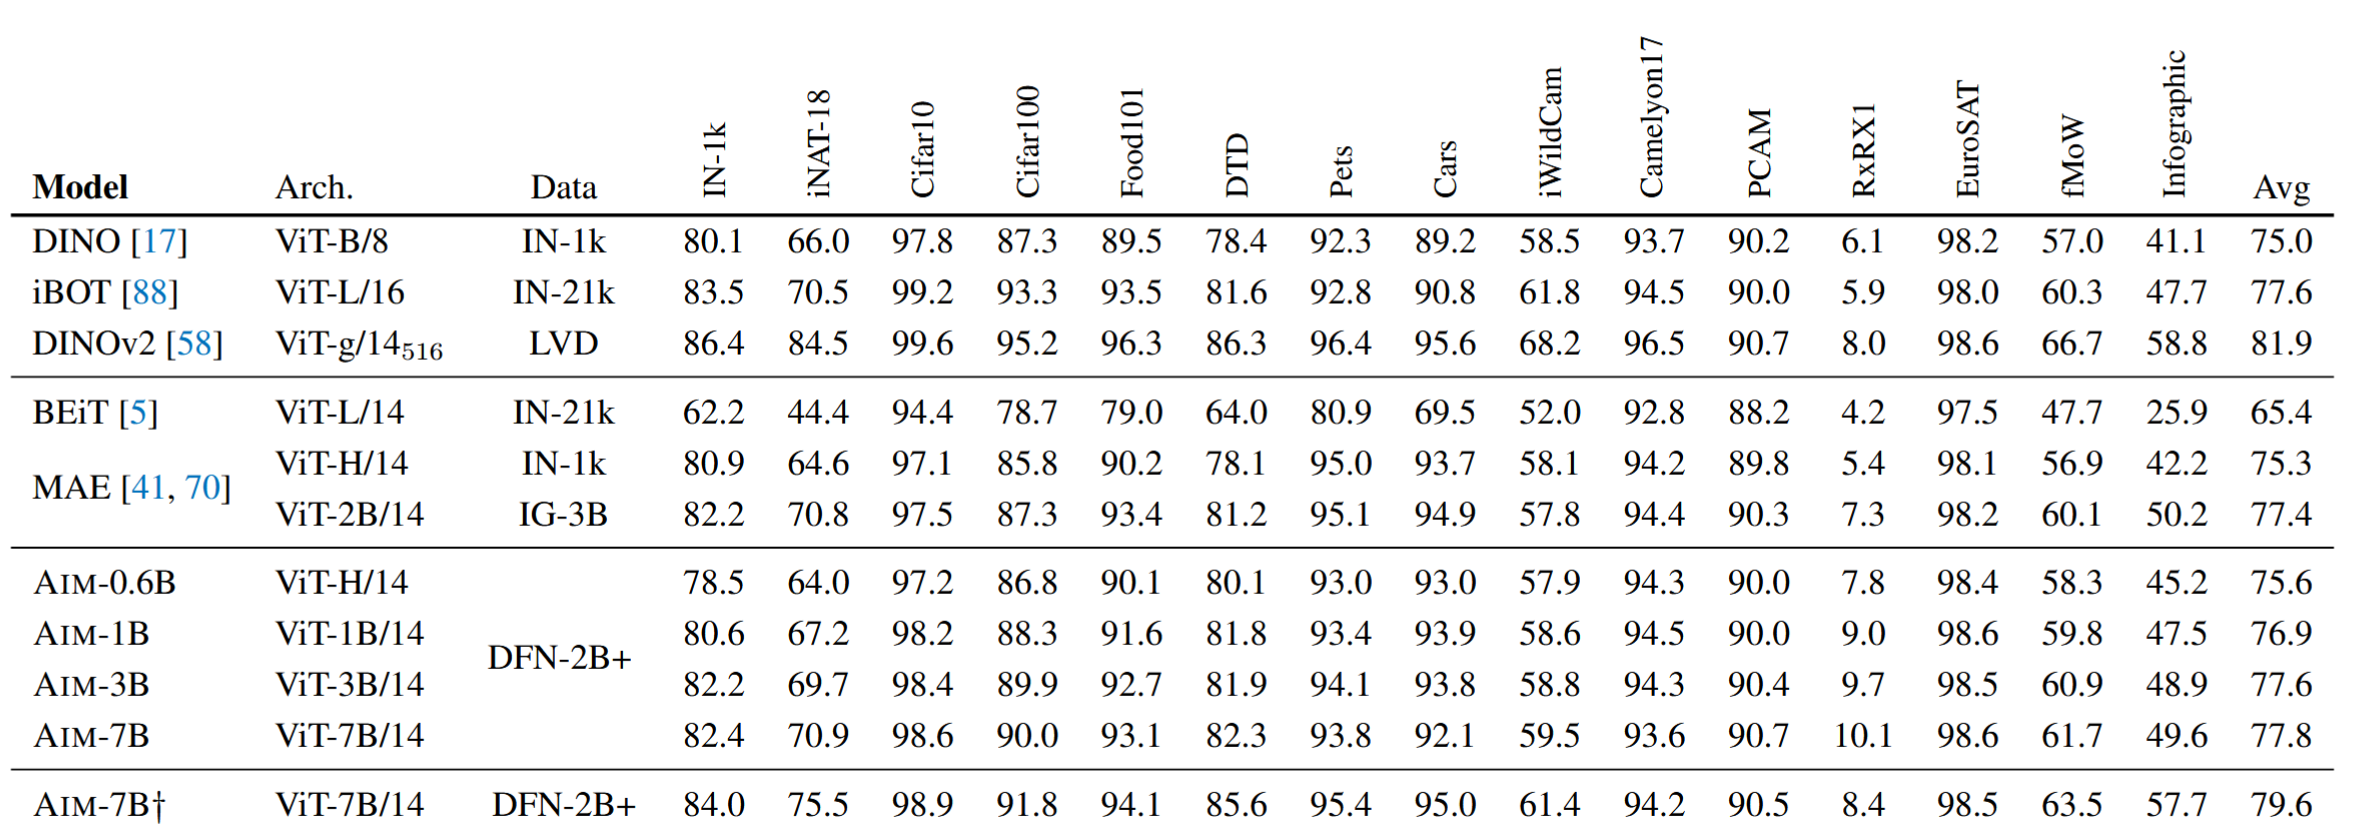 Model Arch. Data IN-1k iNAT-18 Cifar10 Cifar100 Food101 DTD Pets Cars iWildCam Camelyon17 PCAM RxRX1 EuroSAT fMoW Infographic Avg
DINO [17] ViT-B/8 IN-1k 80.1 66.0 97.8 87.3 89.5 78.4 92.3 89.2 58.5 93.7 90.2 6.1 98.2 57.0 41.1 75.0
iBOT [88] ViT-L/16 IN-21k 83.5 70.5 99.2 93.3 93.5 81.6 92.8 90.8 61.8 94.5 90.0 5.9 98.0 60.3 47.7 77.6
DINOv2 [58] ViT-g/14₅₁₆ LVD 86.4 84.5 99.6 95.2 96.3 86.3 96.4 95.6 68.2 96.5 90.7 8.0 98.6 66.7 58.8 81.9
BEiT [5] ViT-L/14 IN-21k 62.2 44.4 94.4 78.7 79.0 64.0 80.9 69.5 52.0 92.8 88.2 4.2 97.5 47.7 25.9 65.4
MAE [41, 70]
ViT-H/14 IN-1k 80.9 64.6 97.1 85.8 90.2 78.1 95.0 93.7 58.1 94.2 89.8 5.4 98.1 56.9 42.2 75.3
ViT-2B/14 IG-3B 82.2 70.8 97.5 87.3 93.4 81.2 95.1 94.9 57.8 94.4 90.3 7.3 98.2 60.1 50.2 77.4
AIM-0.6B ViT-H/14 78.5 64.0 97.2 86.8 90.1 80.1 93.0 93.0 57.9 94.3 90.0 7.8 98.4 58.3 45.2 75.6
AIM-1B ViT-1B/14 80.6 67.2 98.2 88.3 91.6 81.8 93.4 93.9 58.6 94.5 90.0 9.0 98.6 59.8 47.5 76.9
DFN-2B+
AIM-3B ViT-3B/14 82.2 69.7 98.4 89.9 92.7 81.9 94.1 93.8 58.8 94.3 90.4 9.7 98.5 60.9 48.9 77.6
AIM-7B ViT-7B/14 82.4 70.9 98.6 90.0 93.1 82.3 93.8 92.1 59.5 93.6 90.7 10.1 98.6 61.7 49.6 77.8
AIM-7B† ViT-7B/14 DFN-2B+ 84.0 75.5 98.9 91.8 94.1 85.6 95.4 95.0 61.4 94.2 90.5 8.4 98.5 63.5 57.7 79.6